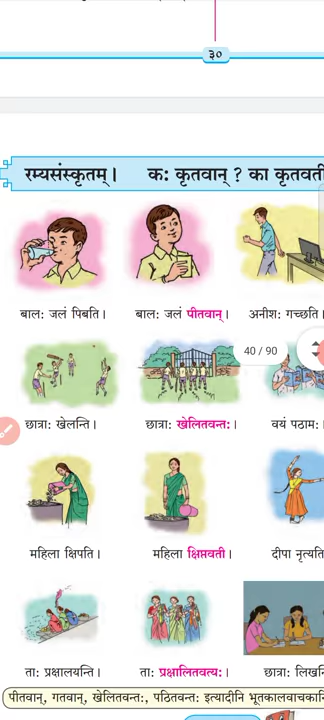 ३०
रम्यसंस्कृतम्। कः कृतवान् ? का कृतवती
बालः जलं पिबति। बालः जलं पीतवान्। अनीशः गच्छति।
40 / 90
छात्राः खेलन्ति। छात्राः खेलितवन्तः। वयं पठामः।
महिला क्षिपति। महिला क्षिप्तवती। दीपा नृत्यति
ताः प्रक्षालयन्ति। ताः प्रक्षालितवत्यः। छात्राः लिखन्ति
पीतवान्, गतवान्, खेलितवन्तः, पठितवन्तः इत्यादीनि भूतकालवाचकानि